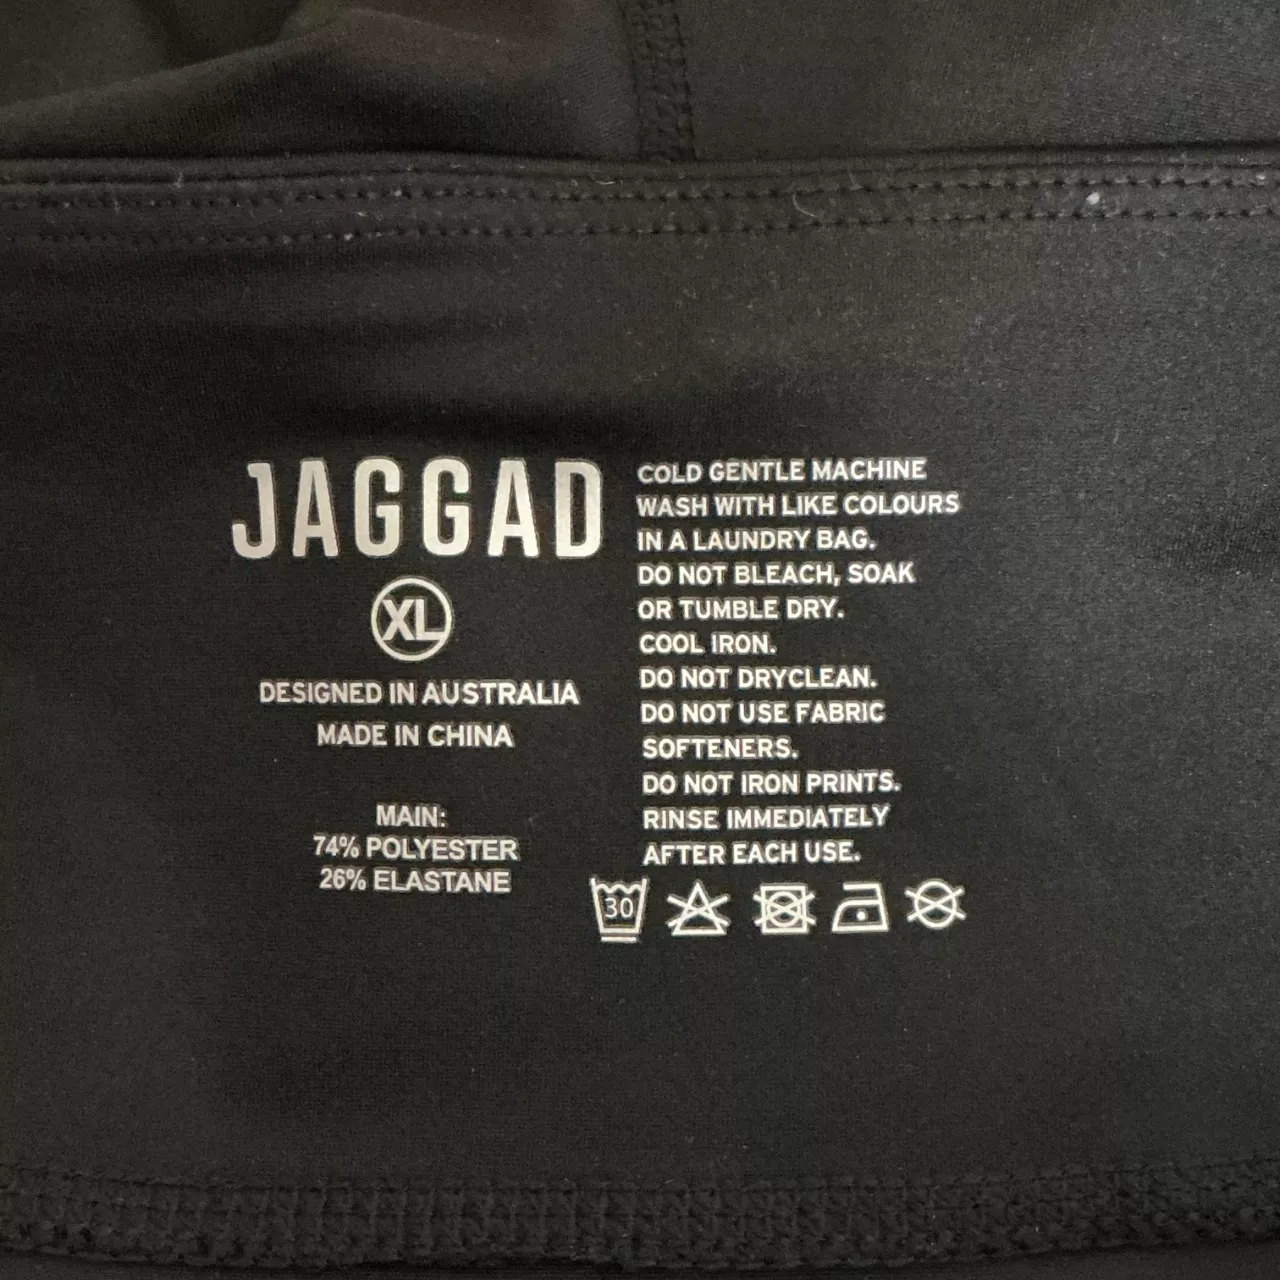 JAGGAD
XL
DESIGNED IN AUSTRALIA
MADE IN CHINA
MAIN:
74% POLYESTER
26% ELASTANE
COLD GENTLE MACHINE
WASH WITH LIKE COLOURS
IN A LAUNDRY BAG.
DO NOT BLEACH, SOAK
OR TUMBLE DRY.
COOL IRON.
DO NOT DRYCLEAN.
DO NOT USE FABRIC
SOFTENERS.
DO NOT IRON PRINTS.
RINSE IMMEDIATELY
AFTER EACH USE.
30